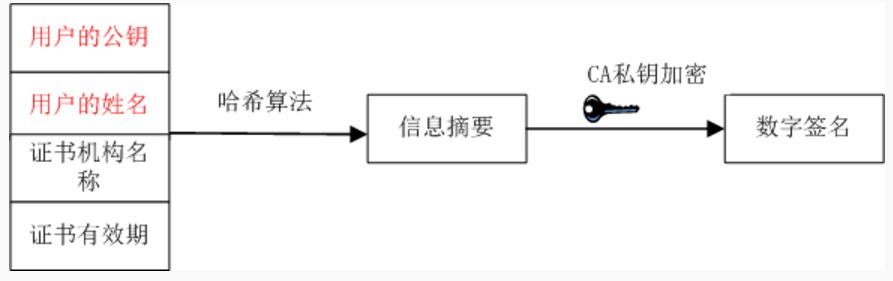 用户的公钥
用户的姓名
证书机构名
称
证书有效期
哈希算法
信息摘要
CA私钥加密
数字签名